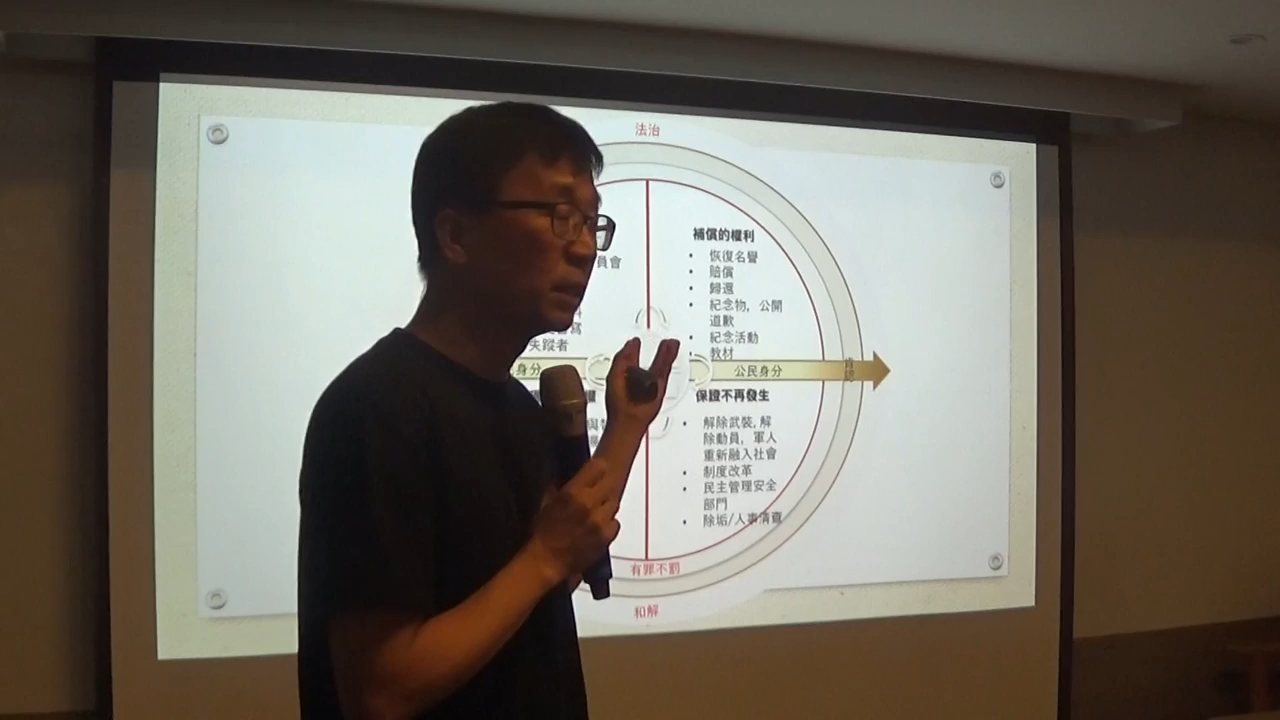 法治
員會
補償的權利
• 恢復名譽
• 賠償
• 歸還
• 紀念物, 公開
道歉
• 紀念活動
• 教材
失蹤者
身分
公民身分
肯認
保證不再發生
• 解除武裝, 解
除動員, 軍人
重新融入社會
• 制度改革
• 民主管理安全
部門
• 除垢/人事清查
有罪不罰
和解